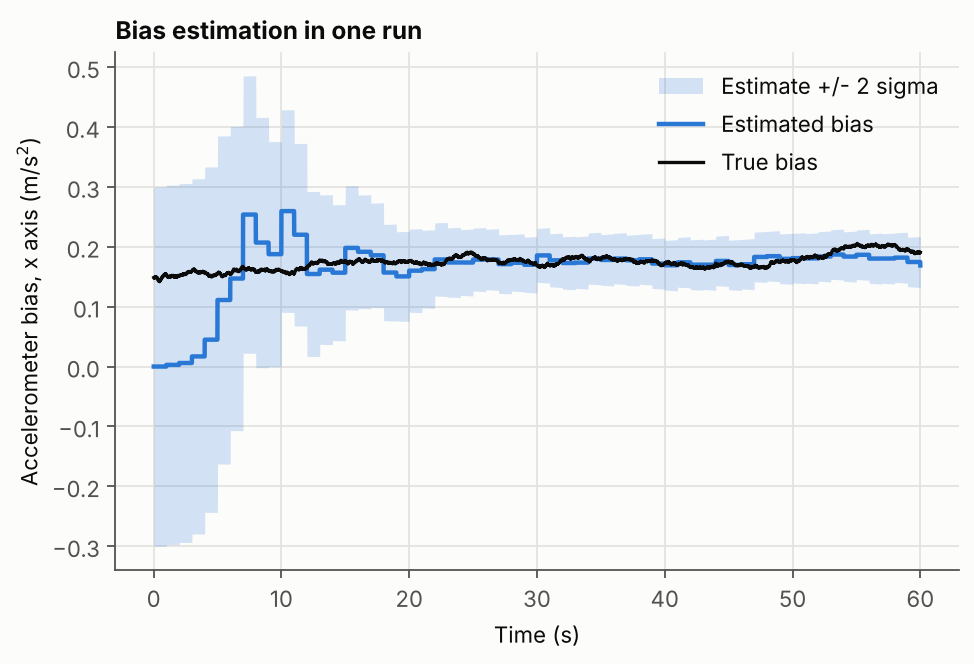 Bias estimation in one run
Accelerometer bias, x axis (m/s²)
0.5
0.4
0.3
0.2
0.1
0.0
−0.1
−0.2
−0.3
Estimate +/- 2 sigma
Estimated bias
True bias
0 10 20 30 40 50 60
Time (s)